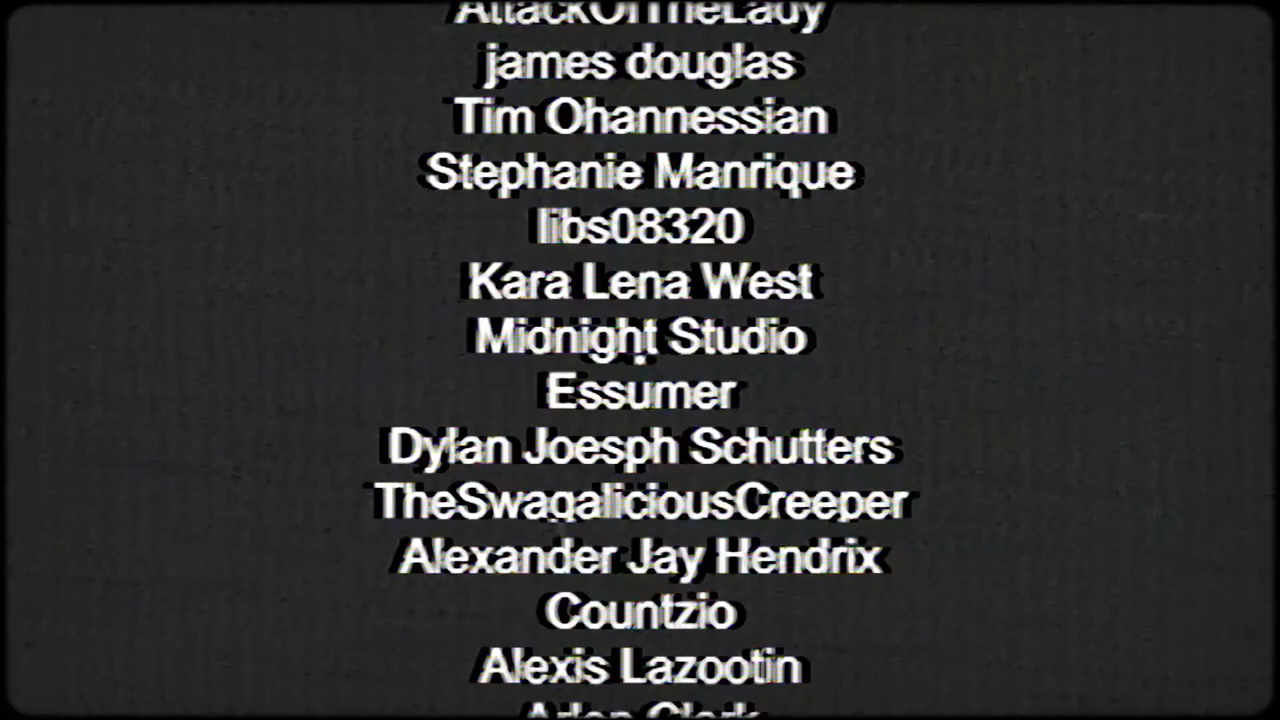 AttackOfTheLady
james douglas
Tim Ohannessian
Stephanie Manrique
libs08320
Kara Lena West
Midnight Studio
Essumer
Dylan Joesph Schutters
TheSwagaliciousCreeper
Alexander Jay Hendrix
Countzio
Alexis Lazootin